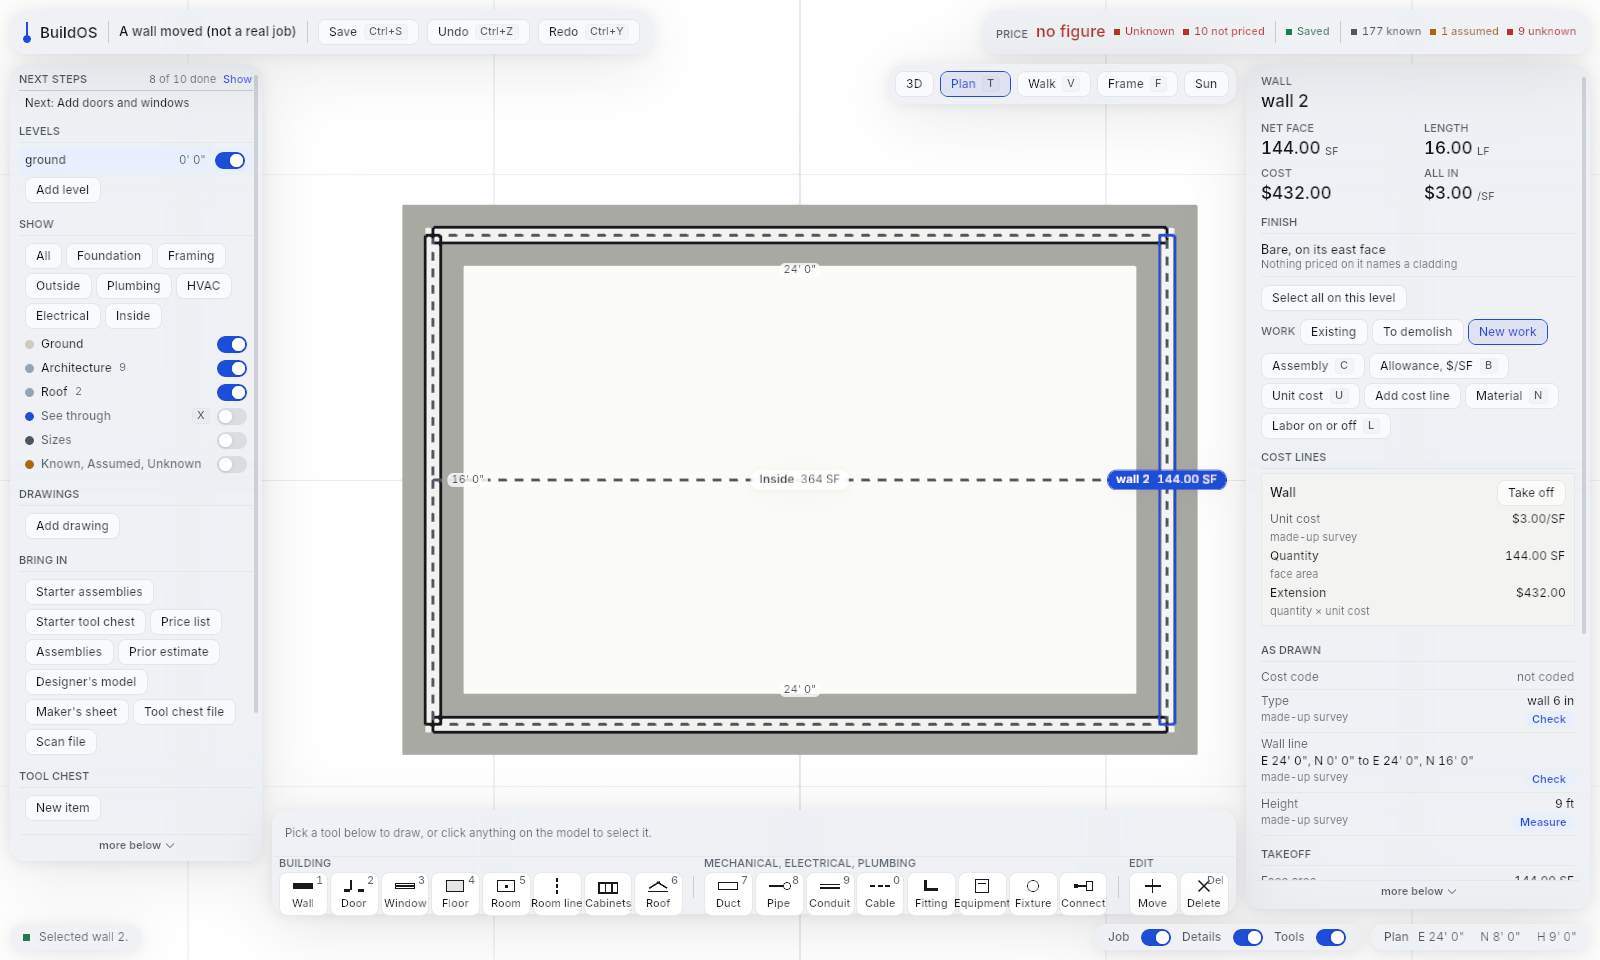 BuildOS
A wall moved (not a real job)
Save Ctrl+S
Undo Ctrl+Z
Redo Ctrl+Y
PRICE no figure Unknown 10 not priced Saved 177 known 1 assumed 9 unknown
3D
Plan T
Walk V
Frame F
Sun
NEXT STEPS 8 of 10 done Show
Next: Add doors and windows
LEVELS
ground 0' 0"
Add level
SHOW
All Foundation Framing
Outside Plumbing HVAC
Electrical Inside
Ground
Architecture 9
Roof 2
See through X
Sizes
Known, Assumed, Unknown
DRAWINGS
Add drawing
BRING IN
Starter assemblies
Starter tool chest Price list
Assemblies Prior estimate
Designer's model
Maker's sheet Tool chest file
Scan file
TOOL CHEST
New item
more below
24' 0"
16' 0"
Inside 364 SF
wall 2 144.00 SF
24' 0"
WALL
wall 2
NET FACE LENGTH
144.00 SF 16.00 LF
COST ALL IN
$432.00 $3.00 /SF
FINISH
Bare, on its east face
Nothing priced on it names a cladding
Select all on this level
WORK Existing To demolish New work
Assembly C Allowance, $/SF B
Unit cost U Add cost line Material N
Labor on or off L
COST LINES
Wall Take off
Unit cost $3.00/SF
made-up survey
Quantity 144.00 SF
face area
Extension $432.00
quantity × unit cost
AS DRAWN
Cost code not coded
Type wall 6 in
made-up survey Check
Wall line
E 24' 0", N 0' 0" to E 24' 0", N 16' 0"
made-up survey Check
Height 9 ft
made-up survey Measure
TAKEOFF
Face area 144.00 SF
more below
Pick a tool below to draw, or click anything on the model to select it.
BUILDING MECHANICAL, ELECTRICAL, PLUMBING EDIT
1 2 3 4 5 6 7 8 9 0 Del
Wall Door Window Floor Room Room line Cabinets Roof Duct Pipe Conduit Cable Fitting Equipment Fixture Connect Move Delete
Selected wall 2.
Job Details Tools
Plan E 24' 0" N 8' 0" H 9' 0"